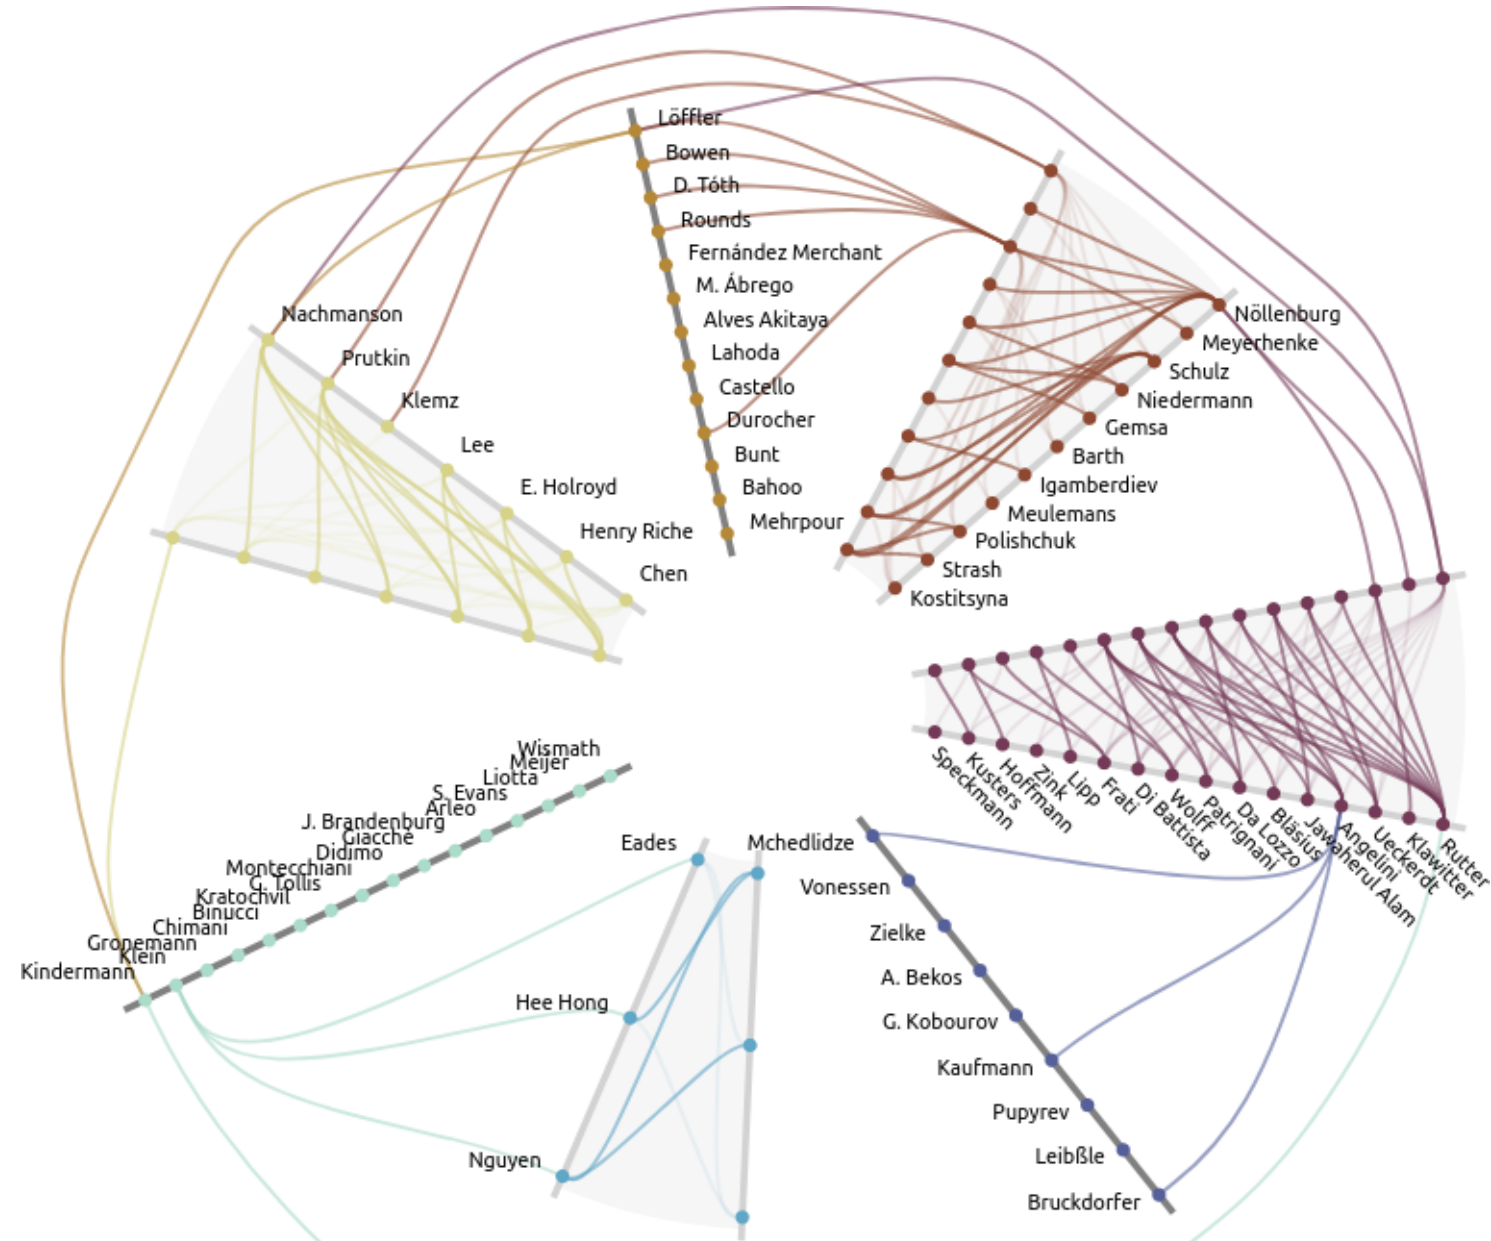 Löffler
Bowen
D. Tóth
Rounds
Fernández Merchant
M. Ábrego
Alves Akitaya
Lahoda
Castello
Durocher
Bunt
Bahoo
Mehrpour
Nachmanson
Prutkin
Klemz
Lee
E. Holroyd
Henry Riche
Chen
Nöllenburg
Meyerhenke
Schulz
Niedermann
Gemsa
Barth
Igamberdiev
Meulemans
Polishchuk
Strash
Kostitsyna
Speckmann
Kusters
Hoffmann
Zink
Lipp
Frati
Di Battista
Wolff
Patrignani
Da Lozzo
Bläsius
Jawaherul Alam
Angelini
Ueckerdt
Klawitter
Rutter
Wismath
Meijer
Liotta
S. Evans
Arleo
J. Brandenburg
Giacchè
Didimo
Montecchiani
G. Tollis
Kratochvil
Binucci
Chimani
Gronemann
Klein
Kindermann
Eades
Hee Hong
Nguyen
Mchedlidze
Vonessen
Zielke
A. Bekos
G. Kobourov
Kaufmann
Pupyrev
Leibßle
Bruckdorfer